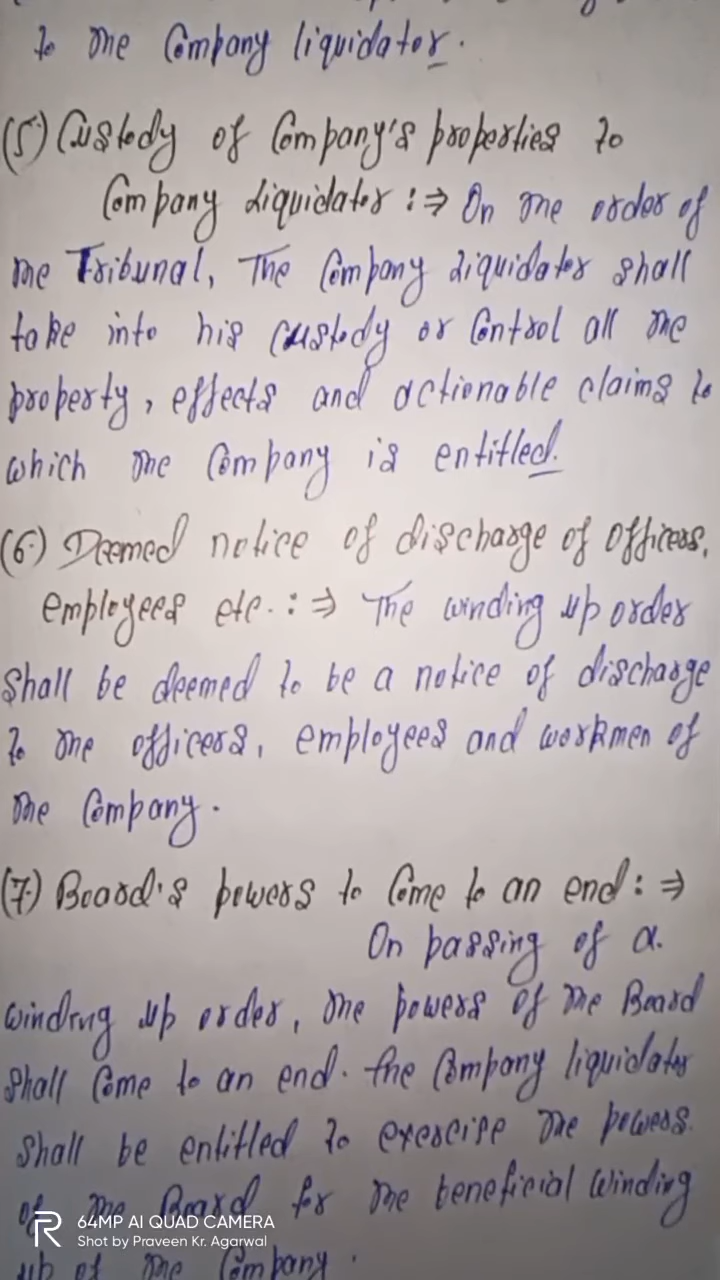 to the Company liquidator.
(5) Custody of Company's properties to
Company Liquidator :⇒ On the order of
the Tribunal, The Company Liquidator shall
take into his custody or Control all the
property, effects and actionable claims to
which the Company is entitled.
(6) Deemed notice of discharge of officers,
employees etc. :⇒ The winding up order
shall be deemed to be a notice of discharge
to the officers, employees and workmen of
the Company.
(7) Board's powers to Come to an end :⇒
On passing of a
winding up order, the powers of the Board
shall Come to an end. The Company liquidator
shall be entitled to exercise the powers
of the Board for the beneficial winding
up of the Company.
64MP AI QUAD CAMERA
Shot by Praveen Kr. Agarwal